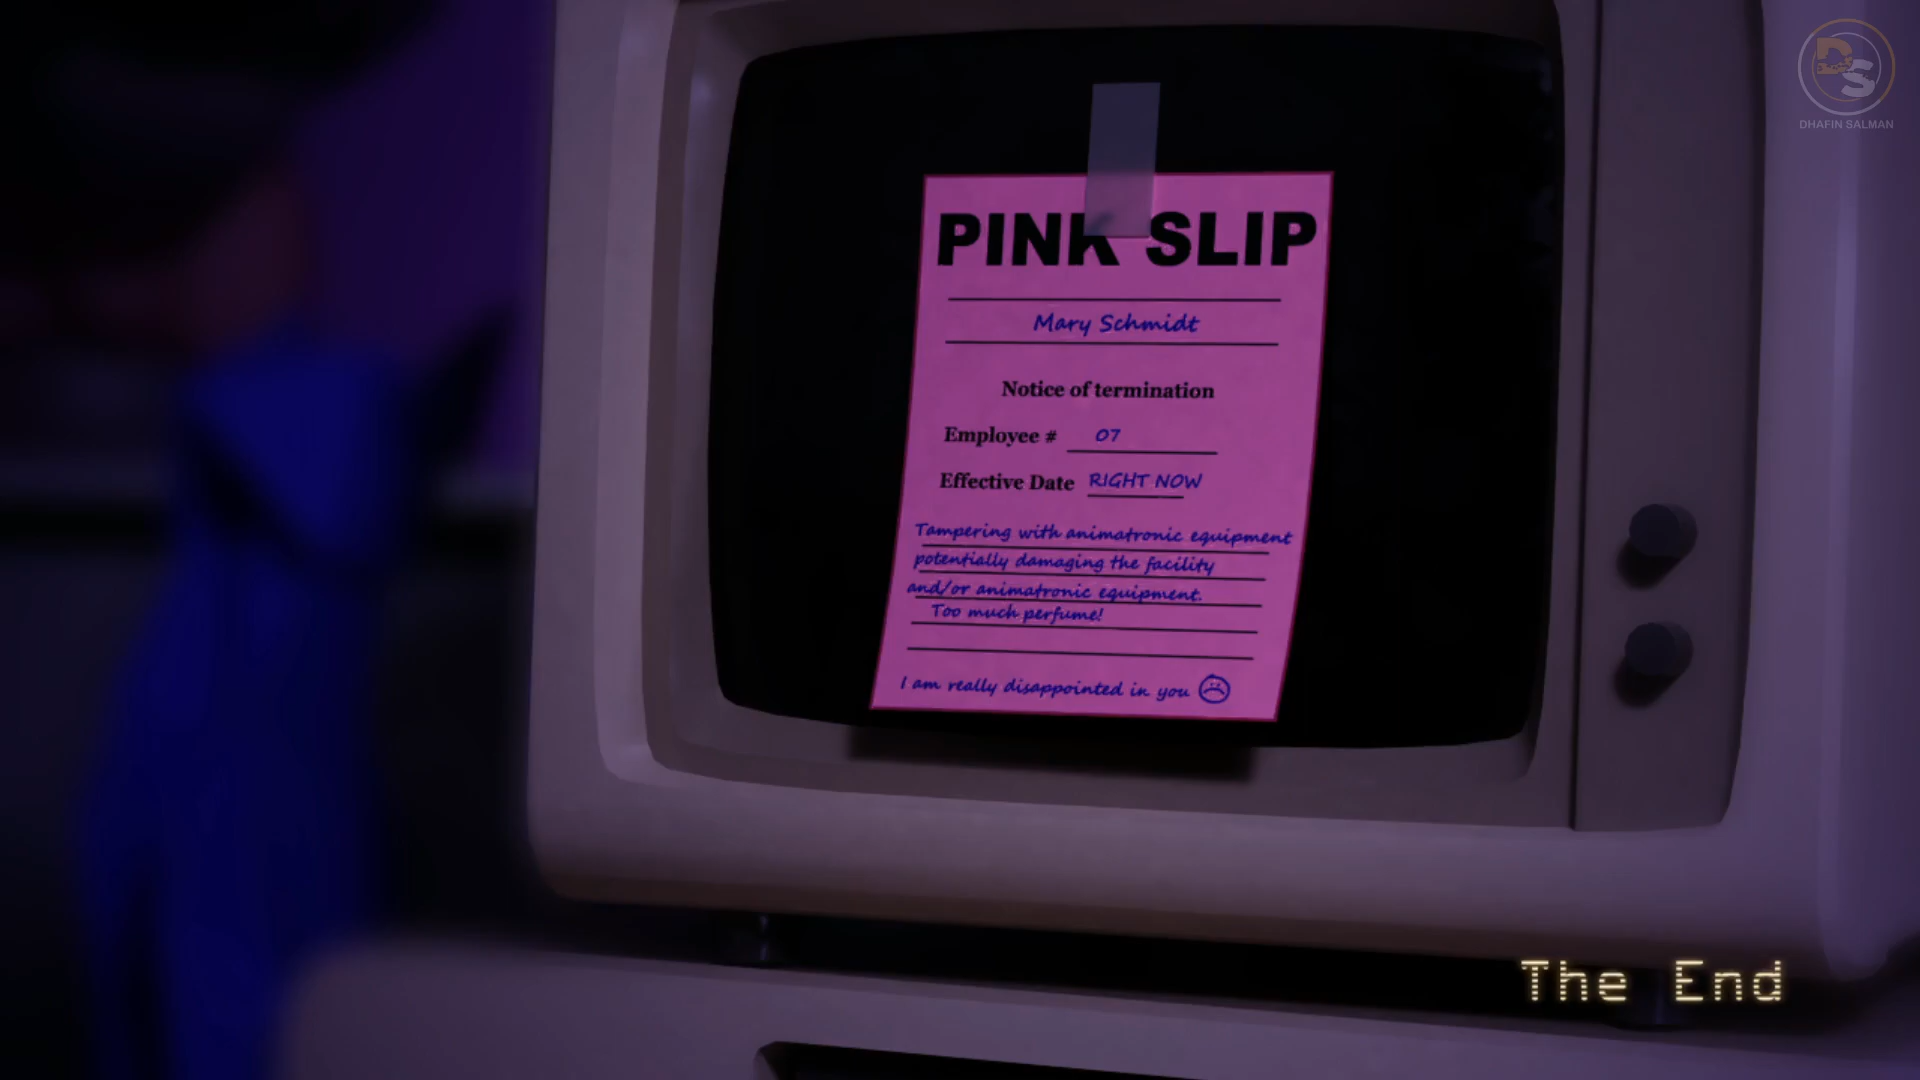 DS
DHAFIN SALMAN
PINK SLIP
Mary Schmidt
Notice of termination
Employee # 07
Effective Date RIGHT NOW
Tampering with animatronic equipment
potentially damaging the facility
and/or animatronic equipment.
Too much perfume!
I am really disappointed in you
The End